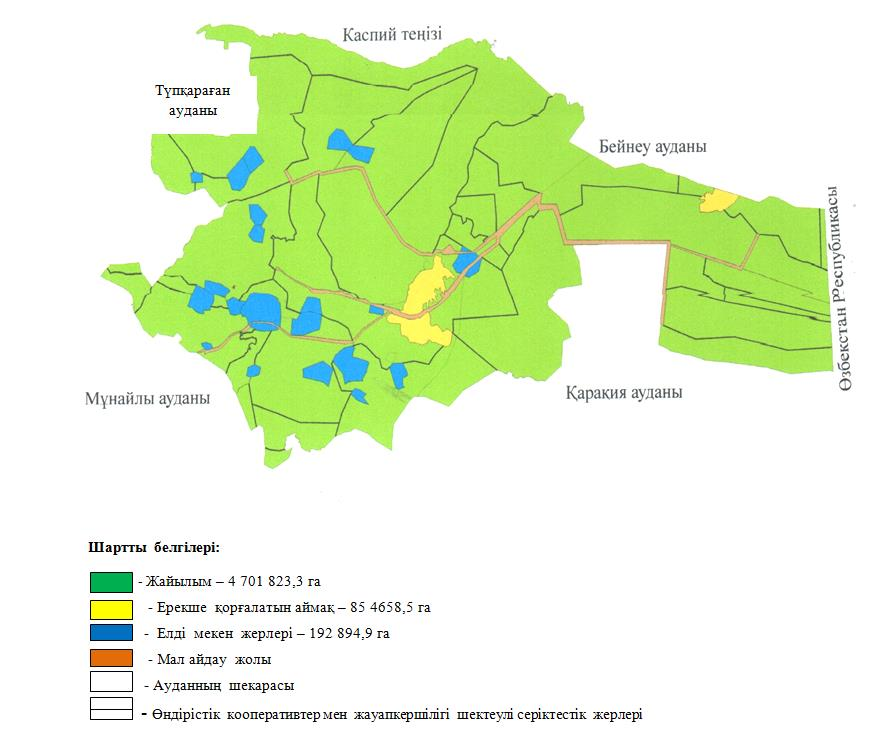 Каспий теңізі
Түпқараған
ауданы
Бейнеу ауданы
Өзбекстан Республикасы
Мұнайлы ауданы
Қарақия ауданы
Шартты белгілері:
- Жайылым – 4 701 823,3 га
- Ерекше қорғалатын аймақ – 85 4658,5 га
- Елді мекен жерлері – 192 894,9 га
- Мал айдау жолы
- Ауданның шекарасы
- Өндірістік кооперативтер мен жауапкершілігі шектеулі серіктестік жерлері